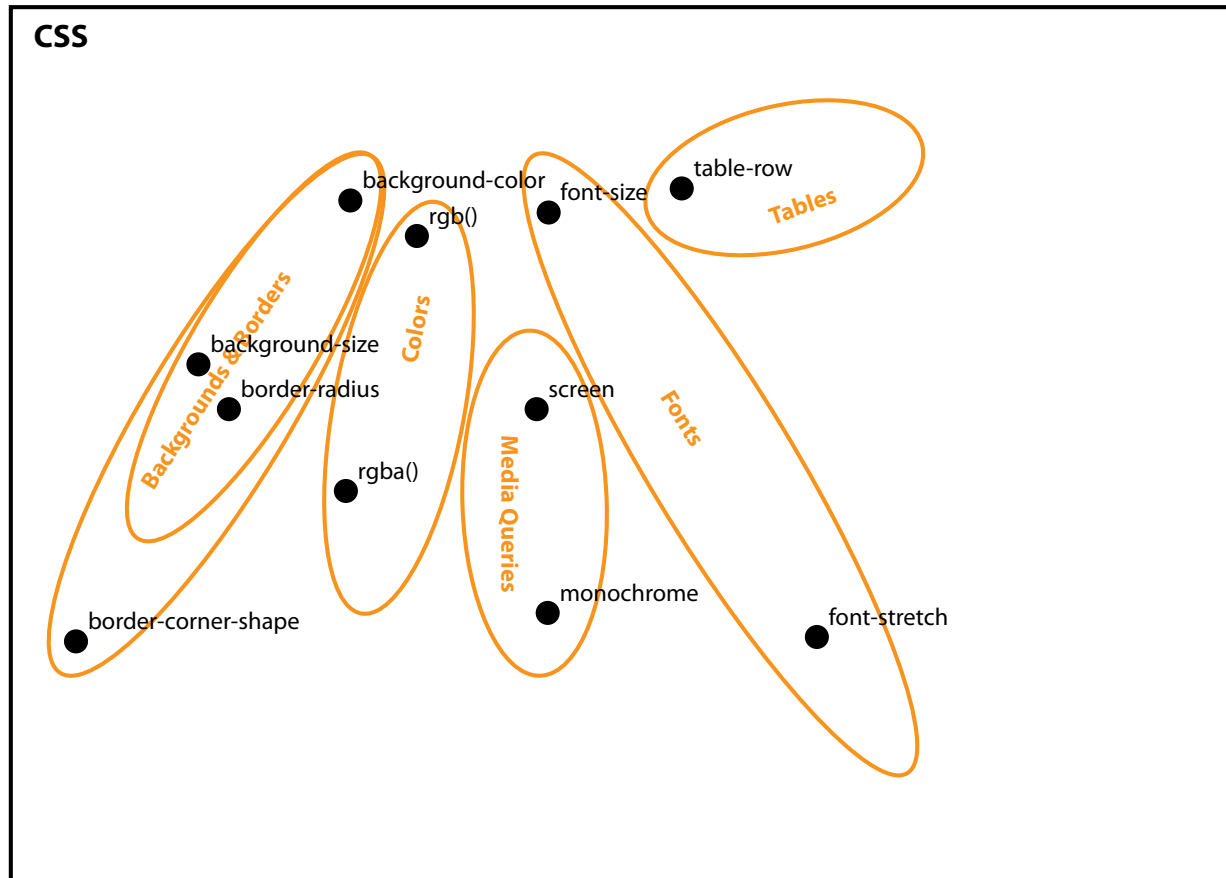 CSS
table-row
background-color
font-size
Tables
rgb()
Backgrounds & Borders
Colors
background-size
border-radius
screen
Fonts
rgba()
Media Queries
monochrome
border-corner-shape
font-stretch